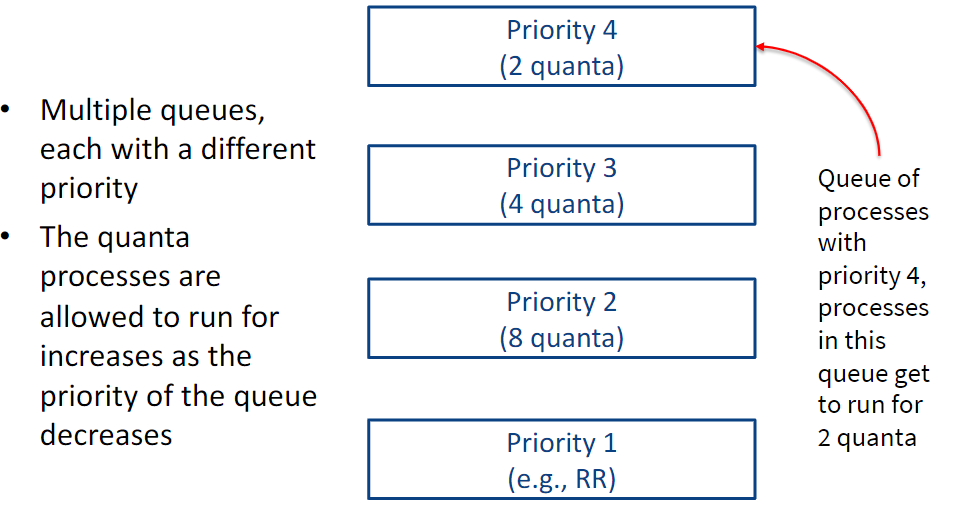 • Multiple queues,
each with a different
priority
• The quanta
processes are
allowed to run for
increases as the
priority of the queue
decreases
Priority 4
(2 quanta)
Priority 3
(4 quanta)
Priority 2
(8 quanta)
Priority 1
(e.g., RR)
Queue of
processes
with
priority 4,
processes
in this
queue get
to run for
2 quanta